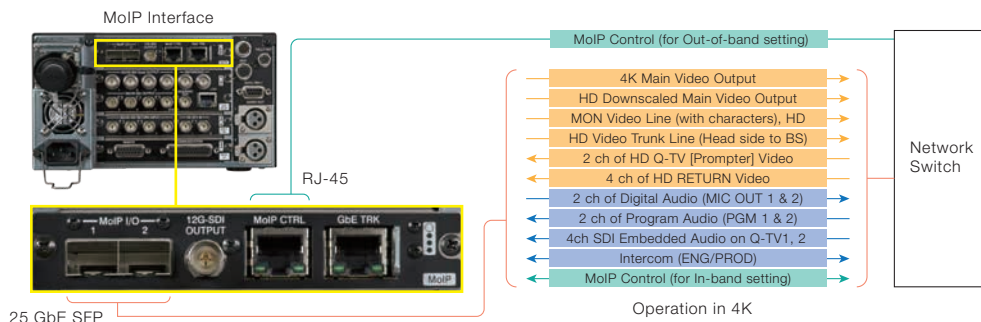 MoIP Interface
MoIP Control (for Out-of-band setting)
4K Main Video Output
HD Downscaled Main Video Output
MON Video Line (with characters), HD
HD Video Trunk Line (Head side to BS)
2 ch of HD Q-TV [Prompter] Video
4 ch of HD RETURN Video
2 ch of Digital Audio (MIC OUT 1 & 2)
2 ch of Program Audio (PGM 1 & 2)
4ch SDI Embedded Audio on Q-TV1, 2
Intercom (ENG/PROD)
MoIP Control (for In-band setting)
Operation in 4K
Network
Switch
RJ-45
MoIP I/O
1 2
12G-SDI
OUTPUT
MoIP CTRL
GbE TRK
MoIP
25 GbE SFP